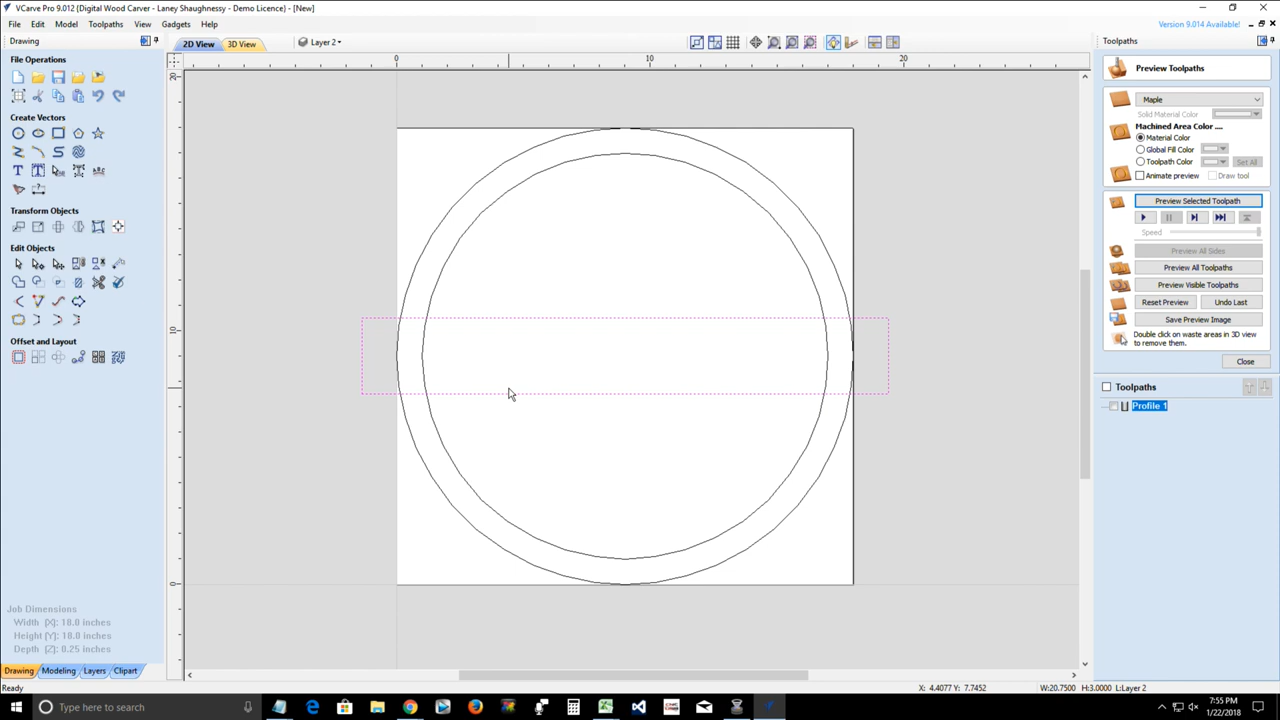 VCarve Pro 9.012 {Digital Wood Carver - Laney Shaughnessy - Demo Licence} - [New]
File Edit Model Toolpaths View Gadgets Help
Version 9.014 Available!
Drawing
2D View 3D View Layer 2
Toolpaths
File Operations
Create Vectors
Transform Objects
Edit Objects
Offset and Layout
Job Dimensions
Width (X): 18.0 inches
Height (Y): 18.0 inches
Depth (Z): 0.25 inches
Drawing Modeling Layers Clipart
0 10 20
20
10
0
Preview Toolpaths
Maple
Solid Material Color
Machined Area Color ....
Material Color
Global Fill Color
Toolpath Color Set All
Animate preview Draw tool
Preview Selected Toolpath
Speed
Preview All Sides
Preview All Toolpaths
Preview Visible Toolpaths
Reset Preview Undo Last
Save Preview Image
Double click on waste areas in 3D view
to remove them.
Close
Toolpaths
Profile 1
Ready
X: 4.4077 Y: 7.7452 W:20.7500 H:3.0000 L:Layer 2
Type here to search
7:55 PM
1/22/2018